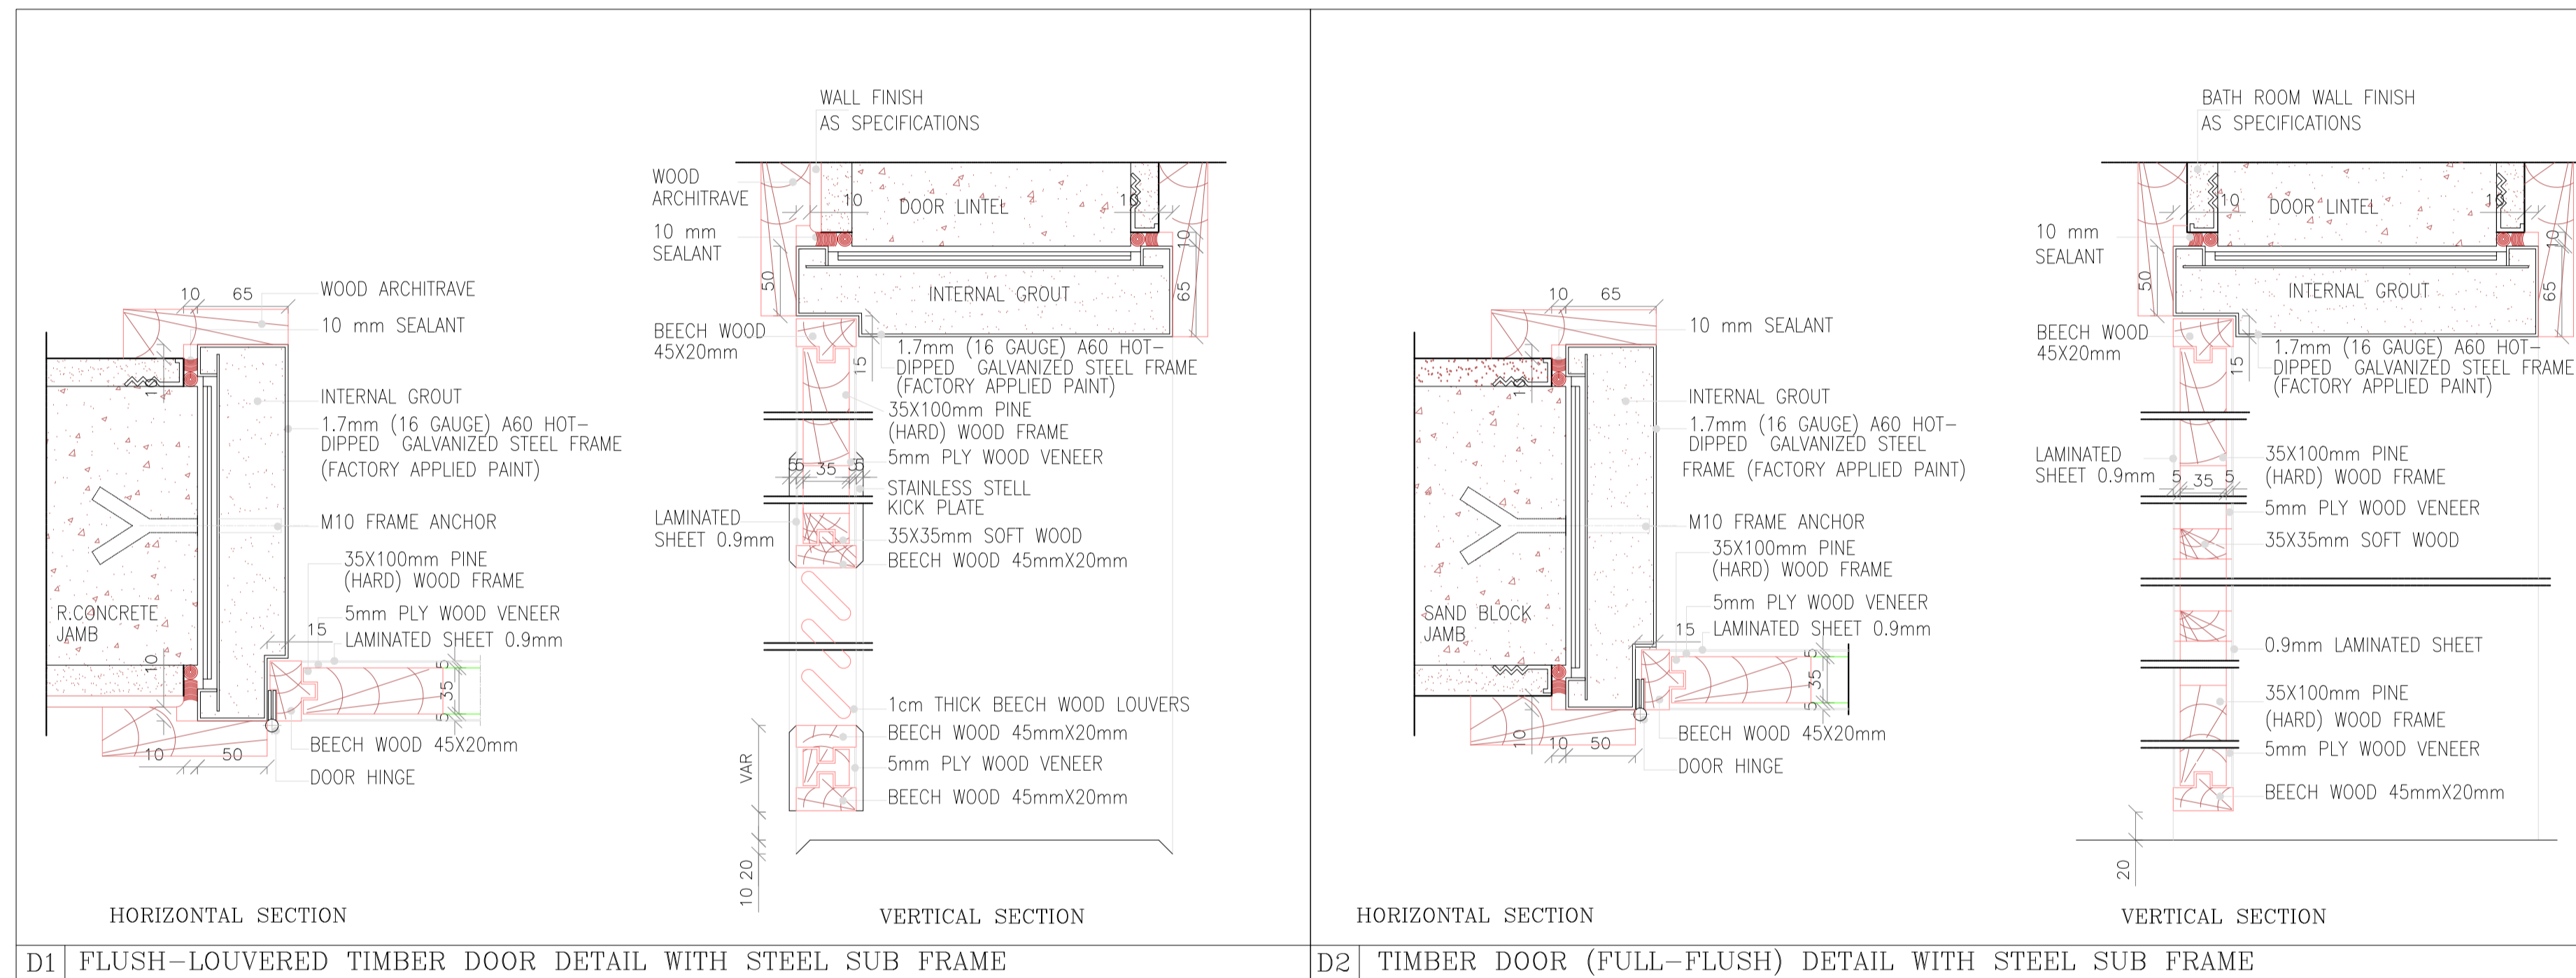 WALL FINISH
AS SPECIFICATIONS
WOOD
ARCHITRAVE
10
DOOR LINTEL
10
10 mm
SEALANT
10
50
INTERNAL GROUT
65
10
65
WOOD ARCHITRAVE
10 mm SEALANT
BEECH WOOD
45X20mm
1.7mm (16 GAUGE) A60 HOT-
DIPPED GALVANIZED STEEL FRAME
(FACTORY APPLIED PAINT)
15
10
INTERNAL GROUT
1.7mm (16 GAUGE) A60 HOT-
DIPPED GALVANIZED STEEL FRAME
(FACTORY APPLIED PAINT)
35X100mm PINE
(HARD) WOOD FRAME
5mm PLY WOOD VENEER
5
35
5
STAINLESS STELL
KICK PLATE
M10 FRAME ANCHOR
LAMINATED
SHEET 0.9mm
35X35mm SOFT WOOD
BEECH WOOD 45mmX20mm
35X100mm PINE
(HARD) WOOD FRAME
R.CONCRETE
JAMB
5mm PLY WOOD VENEER
15
LAMINATED SHEET 0.9mm
10
5
35
5
1cm THICK BEECH WOOD LOUVERS
BEECH WOOD 45mmX20mm
BEECH WOOD 45X20mm
10
50
DOOR HINGE
VAR
5mm PLY WOOD VENEER
BEECH WOOD 45mmX20mm
10 20
HORIZONTAL SECTION
VERTICAL SECTION
D1 FLUSH-LOUVERED TIMBER DOOR DETAIL WITH STEEL SUB FRAME
BATH ROOM WALL FINISH
AS SPECIFICATIONS
10
DOOR LINTEL
10
10 mm
SEALANT
10
50
INTERNAL GROUT
65
10
65
10 mm SEALANT
BEECH WOOD
45X20mm
1.7mm (16 GAUGE) A60 HOT-
DIPPED GALVANIZED STEEL FRAME
(FACTORY APPLIED PAINT)
15
10
INTERNAL GROUT
1.7mm (16 GAUGE) A60 HOT-
DIPPED GALVANIZED STEEL
FRAME (FACTORY APPLIED PAINT)
LAMINATED
SHEET 0.9mm
35X100mm PINE
(HARD) WOOD FRAME
5
35
5
5mm PLY WOOD VENEER
M10 FRAME ANCHOR
35X35mm SOFT WOOD
35X100mm PINE
(HARD) WOOD FRAME
SAND BLOCK
JAMB
5mm PLY WOOD VENEER
15
LAMINATED SHEET 0.9mm
5
35
5
0.9mm LAMINATED SHEET
35X100mm PINE
(HARD) WOOD FRAME
BEECH WOOD 45X20mm
10
10
50
DOOR HINGE
5mm PLY WOOD VENEER
BEECH WOOD 45mmX20mm
20
HORIZONTAL SECTION
VERTICAL SECTION
D2 TIMBER DOOR (FULL-FLUSH) DETAIL WITH STEEL SUB FRAME